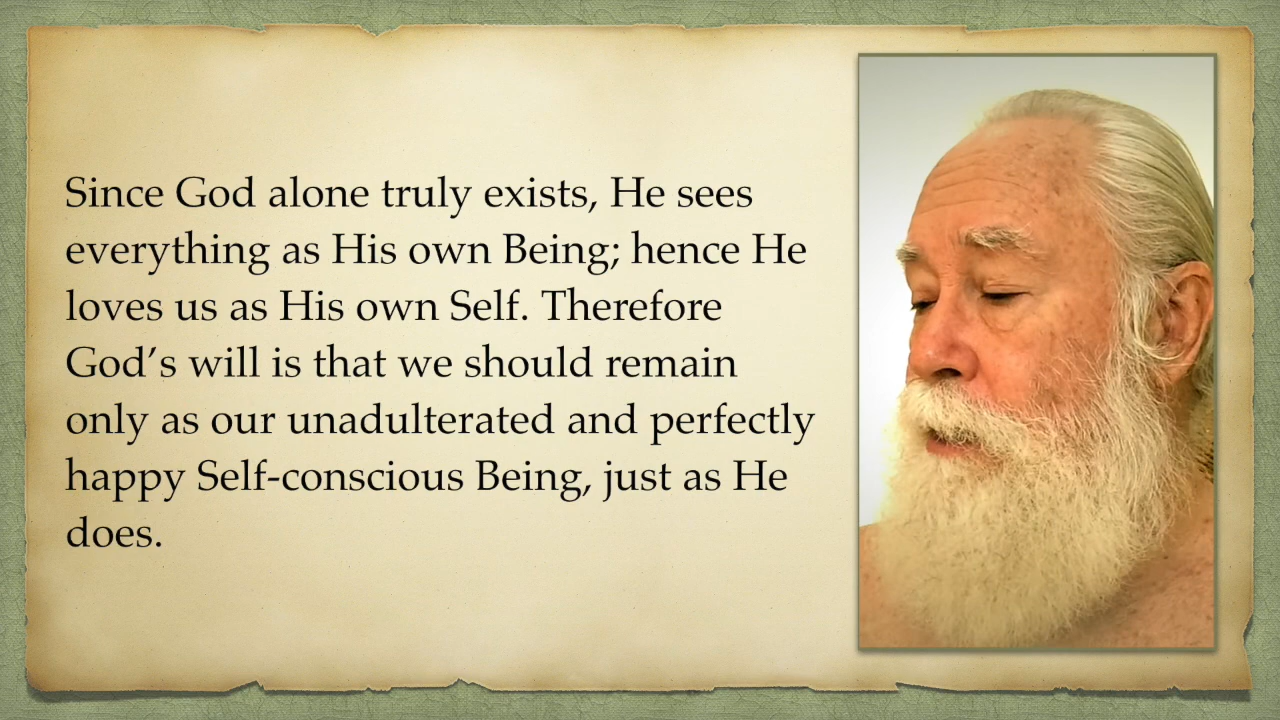 Since God alone truly exists, He sees
everything as His own Being; hence He
loves us as His own Self. Therefore
God’s will is that we should remain
only as our unadulterated and perfectly
happy Self-conscious Being, just as He
does.